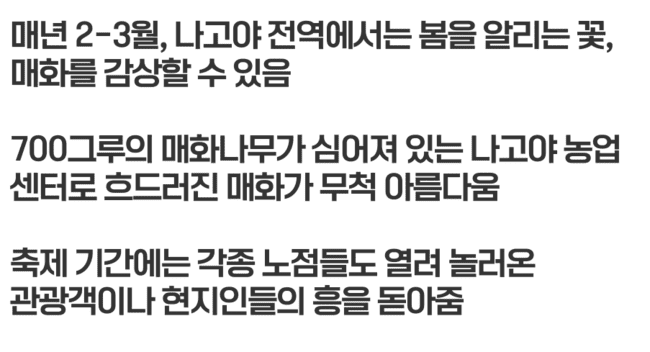 매년 2-3월, 나고야 전역에서는 봄을 알리는 꽃,
매화를 감상할 수 있음
700그루의 매화나무가 심어져 있는 나고야 농업
센터로 흐드러진 매화가 무척 아름다움
축제 기간에는 각종 노점들도 열려 놀러온
관광객이나 현지인들의 흥을 돋아줌